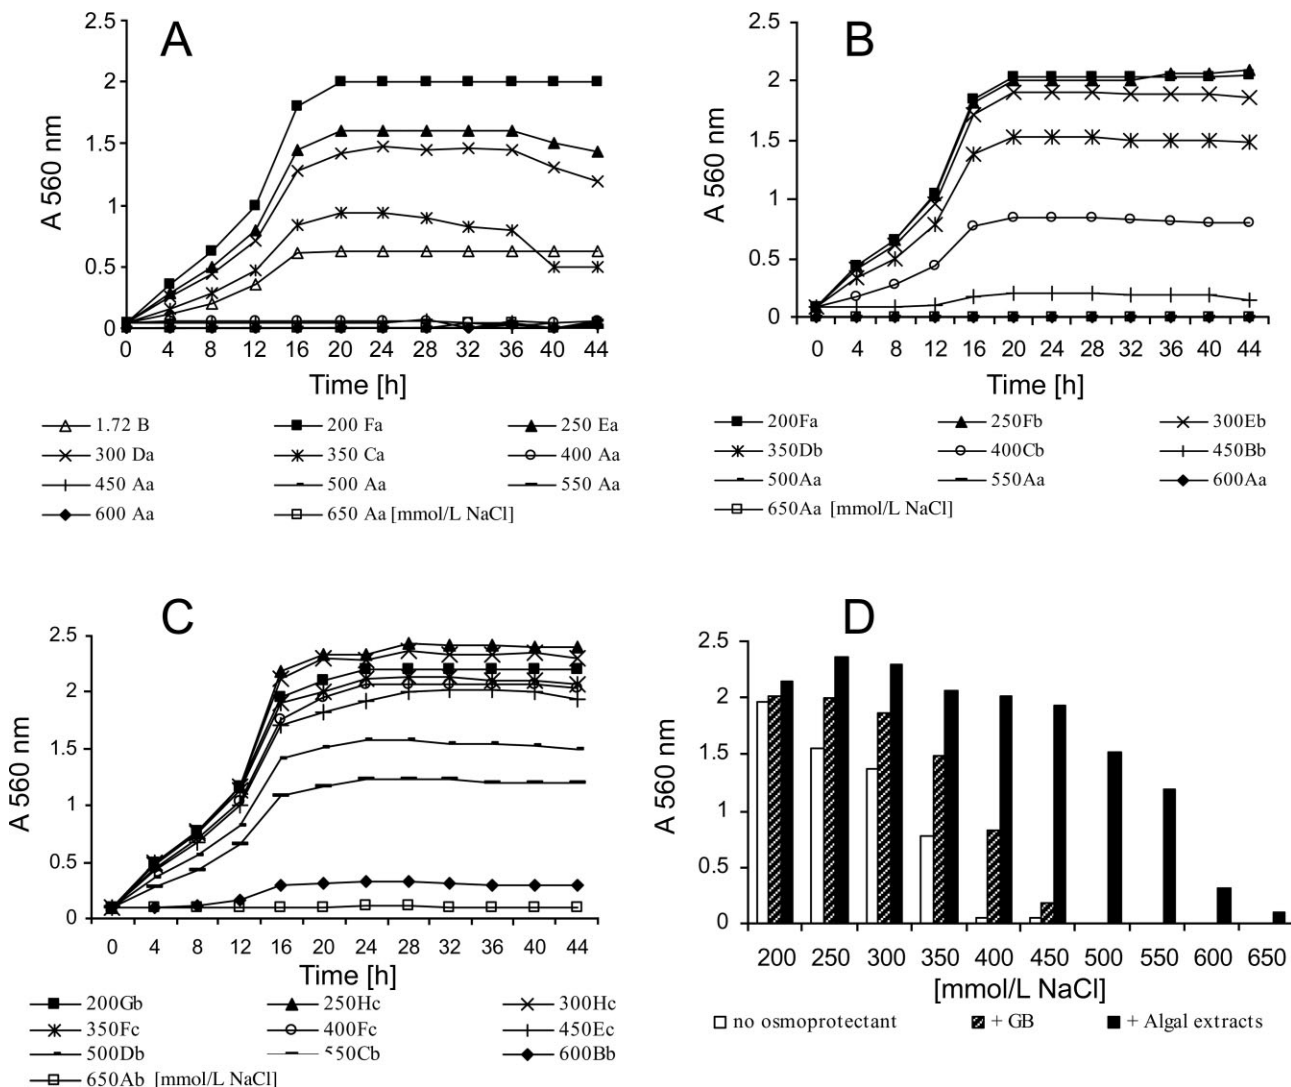 A
A 560 nm
2.5
2
1.5
1
0.5
0
0 4 8 12 16 20 24 28 32 36 40 44
Time [h]
1.72 B 200 Fa 250 Ea
300 Da 350 Ca 400 Aa
450 Aa 500 Aa 550 Aa
600 Aa 650 Aa [mmol/L NaCl]
B
A 560 nm
2.5
2
1.5
1
0.5
0
0 4 8 12 16 20 24 28 32 36 40 44
Time [h]
200Fa 250Fb 300Eb
350Db 400Cb 450Bb
500Aa 550Aa 600Aa
650Aa [mmol/L NaCl]
C
A 560 nm
2.5
2
1.5
1
0.5
0
0 4 8 12 16 20 24 28 32 36 40 44
Time [h]
200Gb 250Hc 300Hc
350Fc 400Fc 450Ec
500Db 550Cb 600Bb
650Ab [mmol/L NaCl]
D
A 560 nm
2.5
2
1.5
1
0.5
0
200 250 300 350 400 450 500 550 600 650
[mmol/L NaCl]
no osmoprotectant + GB + Algal extracts